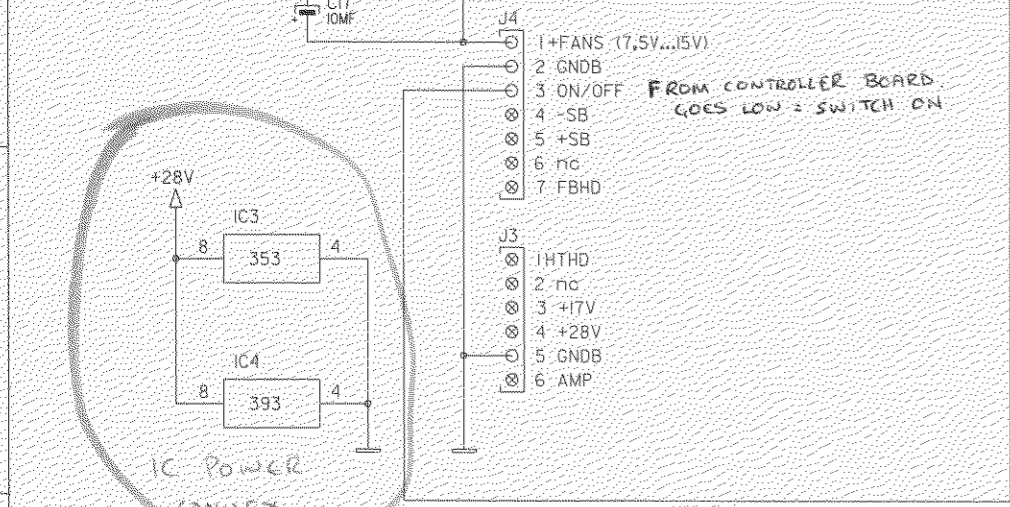 C17
10MF
J4
1+FANS (7,5V...15V)
2 GNDB
3 ON/OFF FROM CONTROLLER BOARD
GOES LOW = SWITCH ON
4 -SB
5 +SB
6 nc
7 FBHD
+28V
IC3
8 353 4
IC4
8 393 4
IC POWER
J3
1HTHD
2 nc
3 +17V
4 +28V
5 GNDB
6 AMP